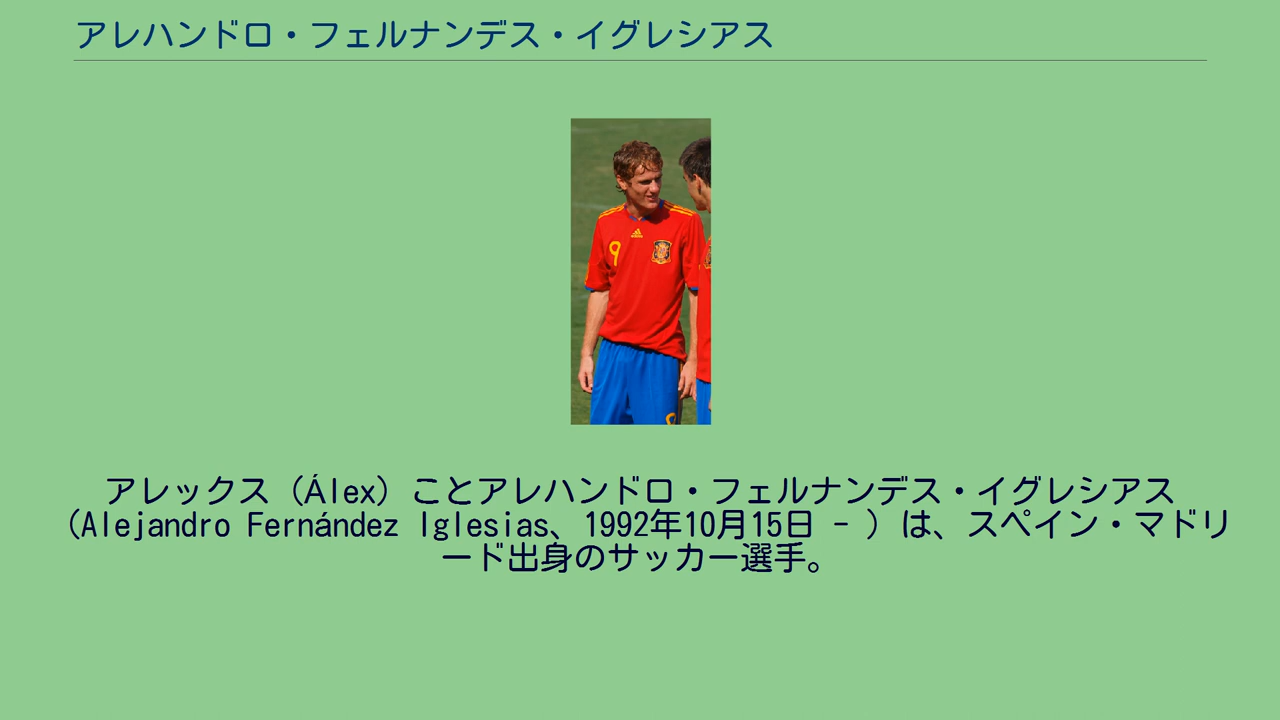 アレハンドロ・フェルナンデス・イグレシアス
9
アレックス（Álex）ことアレハンドロ・フェルナンデス・イグレシアス
（Alejandro Fernández Iglesias、1992年10月15日 - ）は、スペイン・マドリ
ード出身のサッカー選手。